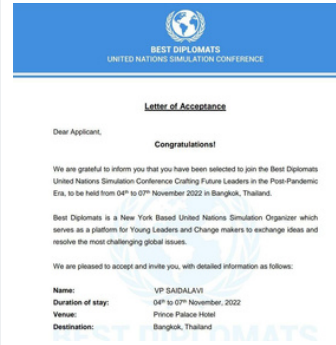 BEST DIPLOMATS
UNITED NATIONS SIMULATION CONFERENCE
Letter of Acceptance
Dear Applicant,
Congratulations!
We are grateful to inform you that you have been selected to join the Best Diplomats
United Nations Simulation Conference Crafting Future Leaders in the Post-Pandemic
Era, to be held from 04th to 07th November 2022 in Bangkok, Thailand.
Best Diplomats is a New York Based United Nations Simulation Organizer which
serves as a platform for Young Leaders and Change makers to exchange ideas and
resolve the most challenging global issues.
We are pleased to accept and invite you, with detailed information as follows:
Name: VP SAIDALAVI
Duration of stay: 04th to 07th November, 2022
Venue: Prince Palace Hotel
Destination: Bangkok, Thailand
BEST DIPLOMATS